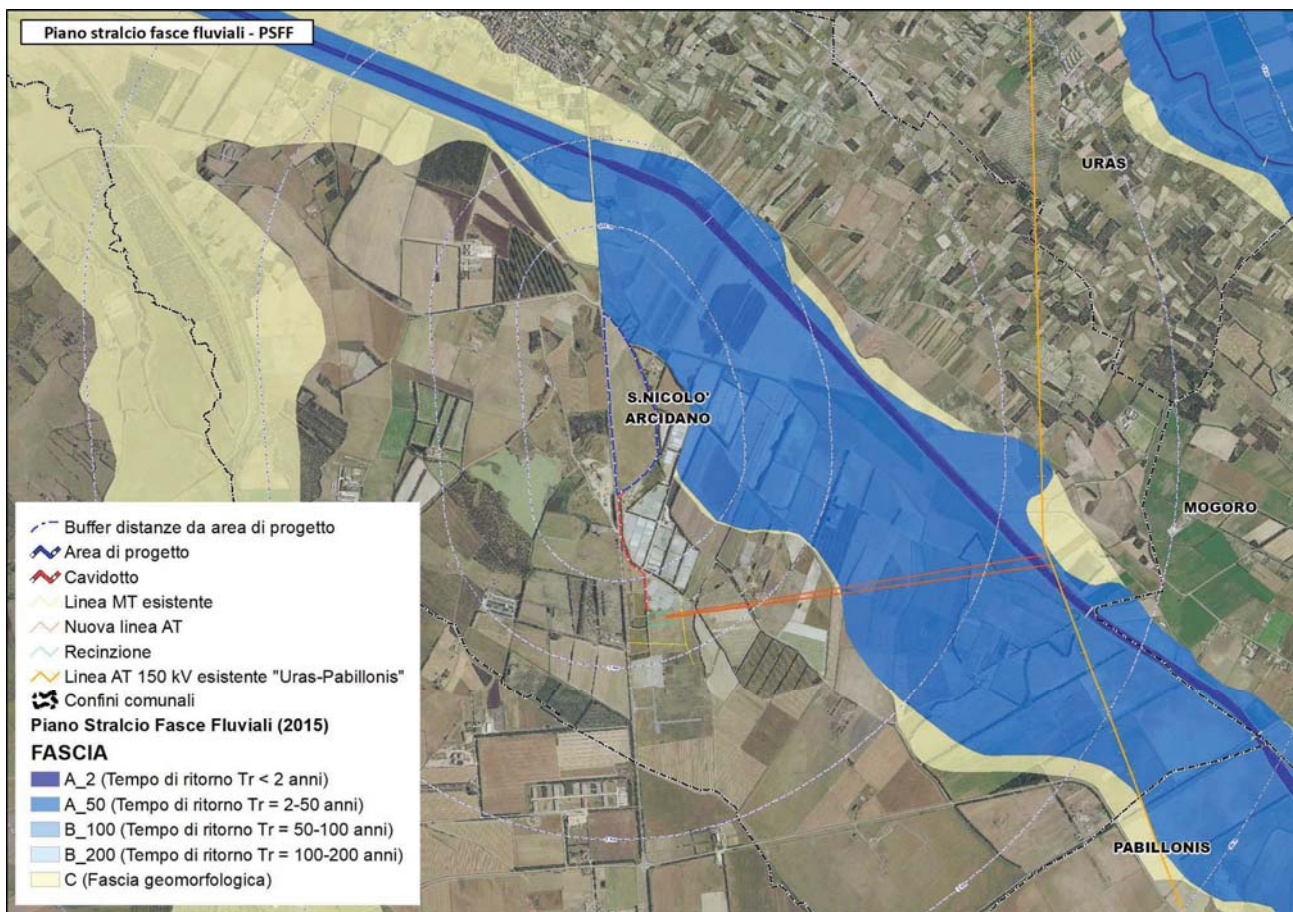 Piano stralcio fasce fluviali - PSFF
URAS
S.NICOLO'
ARCIDANO
MOGORO
PABILLONIS
Buffer distanze da area di progetto
Area di progetto
Cavidotto
Linea MT esistente
Nuova linea AT
Recinzione
Linea AT 150 kV esistente "Uras-Pabillonis"
Confini comunali
Piano Stralcio Fasce Fluviali (2015)
FASCIA
A_2 (Tempo di ritorno Tr < 2 anni)
A_50 (Tempo di ritorno Tr = 2-50 anni)
B_100 (Tempo di ritorno Tr = 50-100 anni)
B_200 (Tempo di ritorno Tr = 100-200 anni)
C (Fascia geomorfologica)